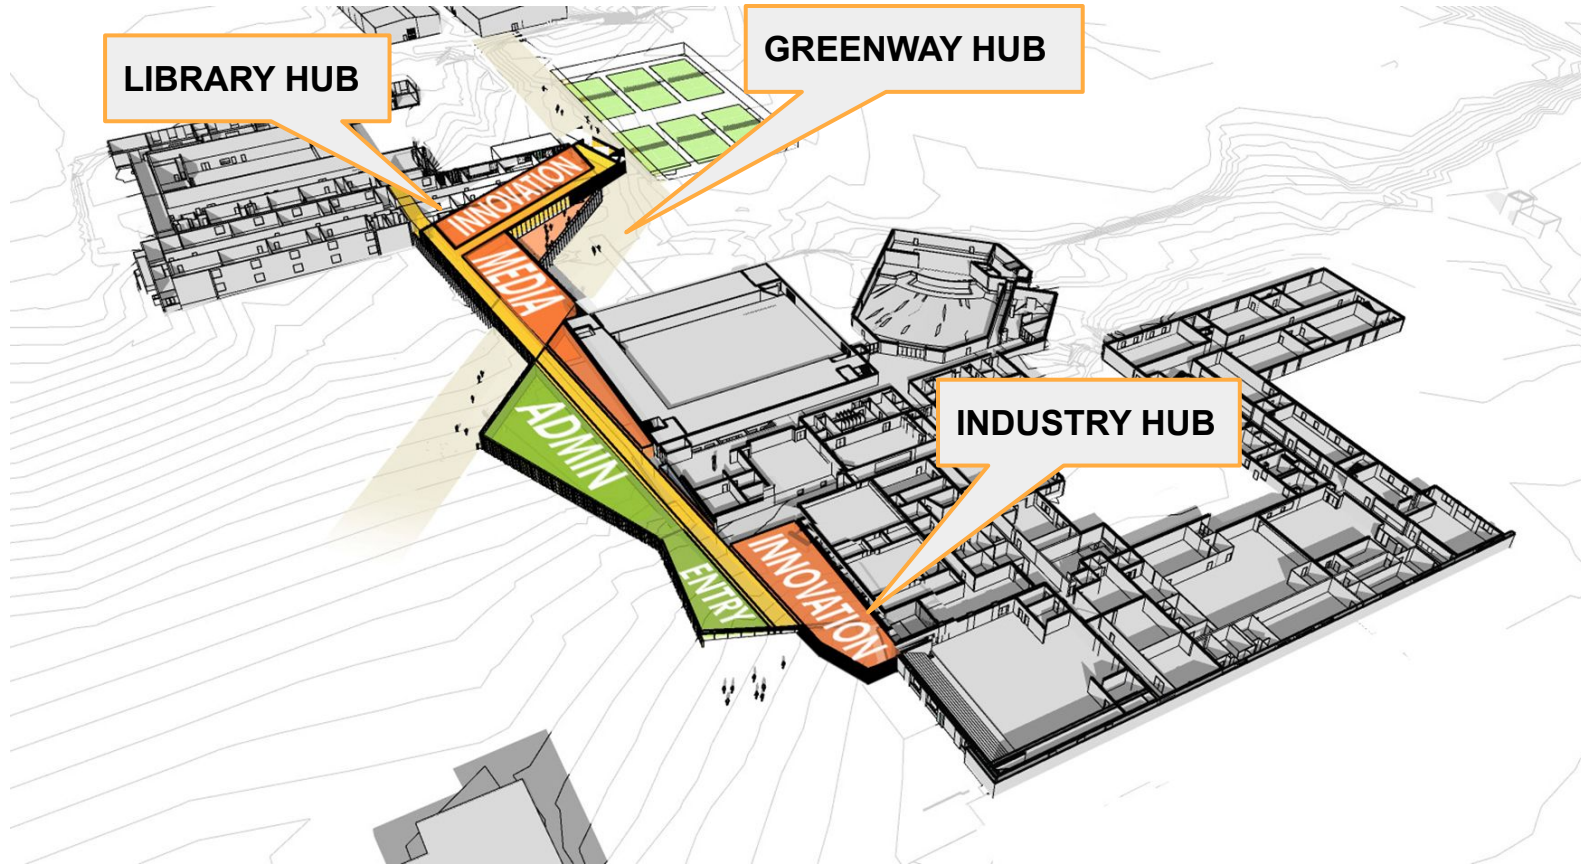 LIBRARY HUB
GREENWAY HUB
INNOVATION
MEDIA
INDUSTRY HUB
ADMIN
INNOVATION
ENTRY